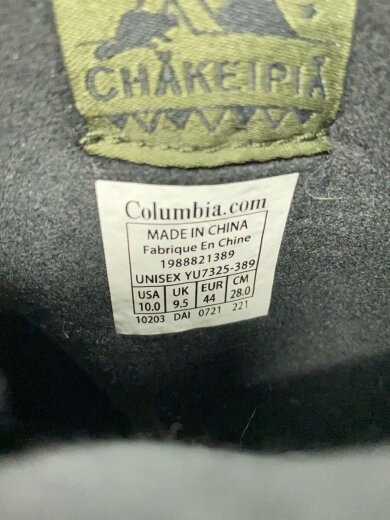 CHÅKEIPIÅ
Columbia.com
MADE IN CHINA
Fabrique En Chine
1988821389
UNISEX YU7325-389
USA UK EUR CM
10.0 9.5 44 28.0
10203 DAI 0721 221